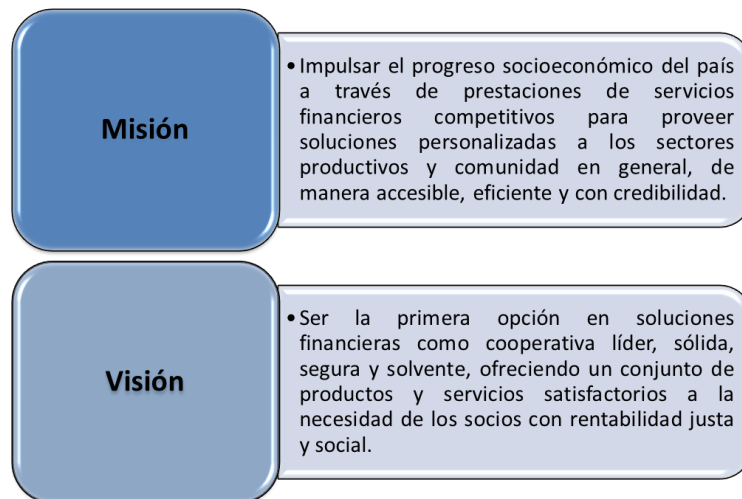 Misión
• Impulsar el progreso socioeconómico del país
a través de prestaciones de servicios
financieros competitivos para proveer
soluciones personalizadas a los sectores
productivos y comunidad en general, de
manera accesible, eficiente y con credibilidad.
Visión
• Ser la primera opción en soluciones
financieras como cooperativa líder, sólida,
segura y solvente, ofreciendo un conjunto de
productos y servicios satisfactorios a la
necesidad de los socios con rentabilidad justa
y social.